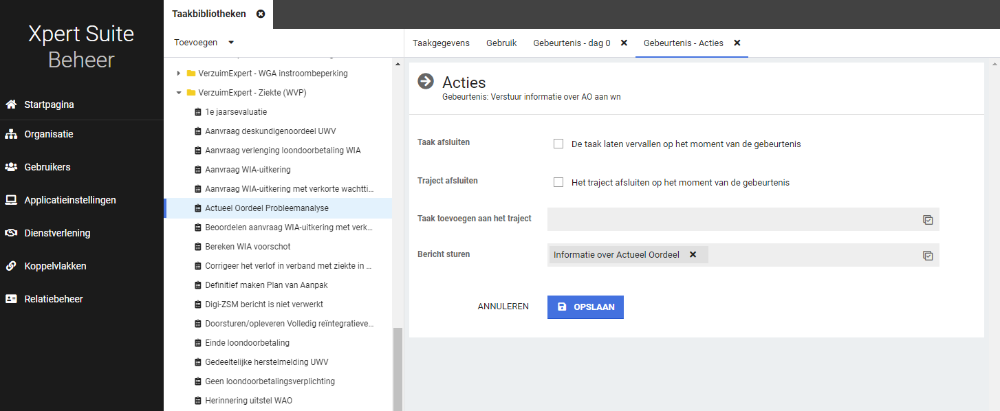 Xpert Suite
Beheer
Startpagina
Organisatie
Gebruikers
Applicatieinstellingen
Dienstverlening
Koppelvlakken
Relatiebeheer
Taakbibliotheken
Toevoegen
VerzuimExpert - WGA instroombeperking
VerzuimExpert - Ziekte (WVP)
1e jaarsevaluatie
Aanvraag deskundigenoordeel UWV
Aanvraag verlenging loondoorbetaling WIA
Aanvraag WIA-uitkering
Aanvraag WIA-uitkering met verkorte wachtti...
Actueel Oordeel Probleemanalyse
Beoordelen aanvraag WIA-uitkering met verk...
Bereken WIA voorschot
Corrigeer het verlof in verband met ziekte in ...
Definitief maken Plan van Aanpak
Digi-ZSM bericht is niet verwerkt
Doorsturen/opleveren Volledig reïntegratieve...
Einde loondoorbetaling
Gedeeltelijke herstelmelding UWV
Geen loondoorbetalingsverplichting
Herinnering uitstel WAO
Taakgegevens Gebruik Gebeurtenis - dag 0 Gebeurtenis - Acties
Acties
Gebeurtenis: Verstuur informatie over AO aan wn
Taak afsluiten De taak laten vervallen op het moment van de gebeurtenis
Traject afsluiten Het traject afsluiten op het moment van de gebeurtenis
Taak toevoegen aan het traject
Bericht sturen Informatie over Actueel Oordeel
ANNULEREN OPSLAAN